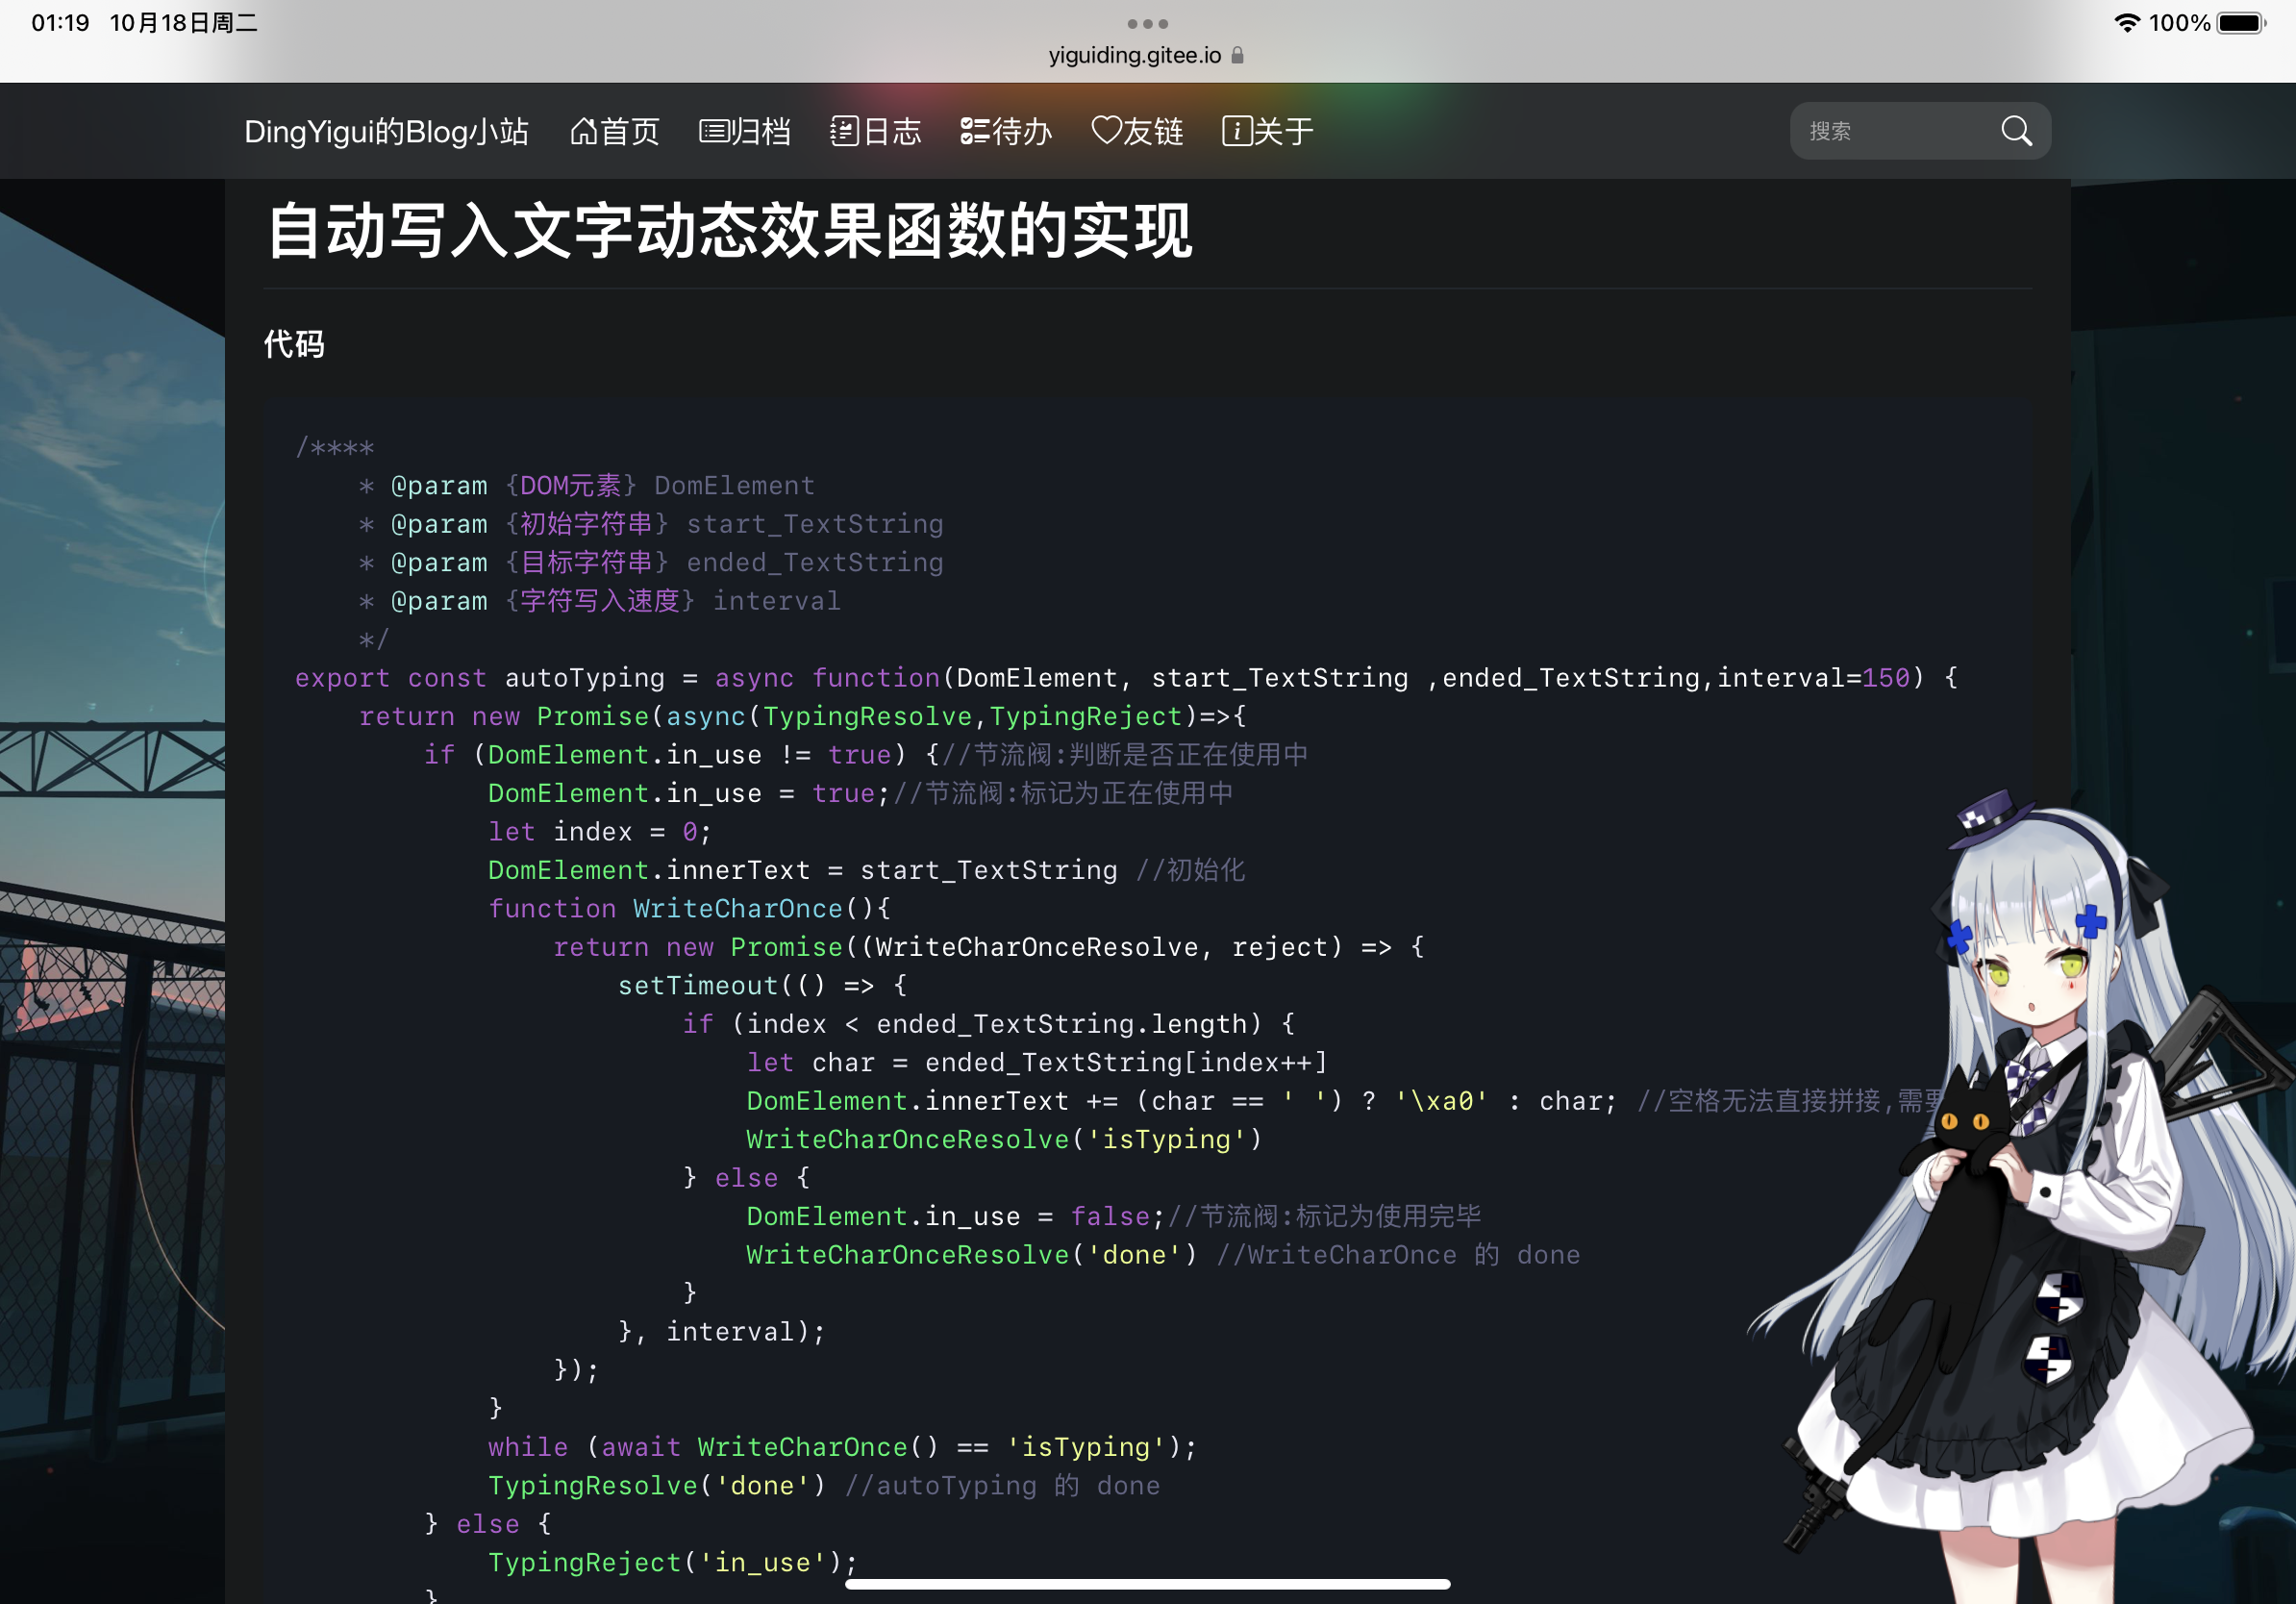 01:19 10月18日周二
100%
yiguiding.gitee.io
DingYigui的Blog小站 首页 归档 日志 待办 友链 关于 搜索
自动写入文字动态效果函数的实现
代码
/****
* @param {DOM元素} DomElement
* @param {初始字符串} start_TextString
* @param {目标字符串} ended_TextString
* @param {字符写入速度} interval
*/
export const autoTyping = async function(DomElement, start_TextString ,ended_TextString,interval=150) {
return new Promise(async(TypingResolve,TypingReject)=>{
if (DomElement.in_use != true) {//节流阀:判断是否正在使用中
DomElement.in_use = true;//节流阀:标记为正在使用中
let index = 0;
DomElement.innerText = start_TextString //初始化
function WriteCharOnce(){
return new Promise((WriteCharOnceResolve, reject) => {
setTimeout(() => {
if (index < ended_TextString.length) {
let char = ended_TextString[index++]
DomElement.innerText += (char == ' ') ? '\xa0' : char; //空格无法直接拼接,需要
WriteCharOnceResolve('isTyping')
} else {
DomElement.in_use = false;//节流阀:标记为使用完毕
WriteCharOnceResolve('done') //WriteCharOnce 的 done
}
}, interval);
});
}
while (await WriteCharOnce() == 'isTyping');
TypingResolve('done') //autoTyping 的 done
} else {
TypingReject('in_use');
}